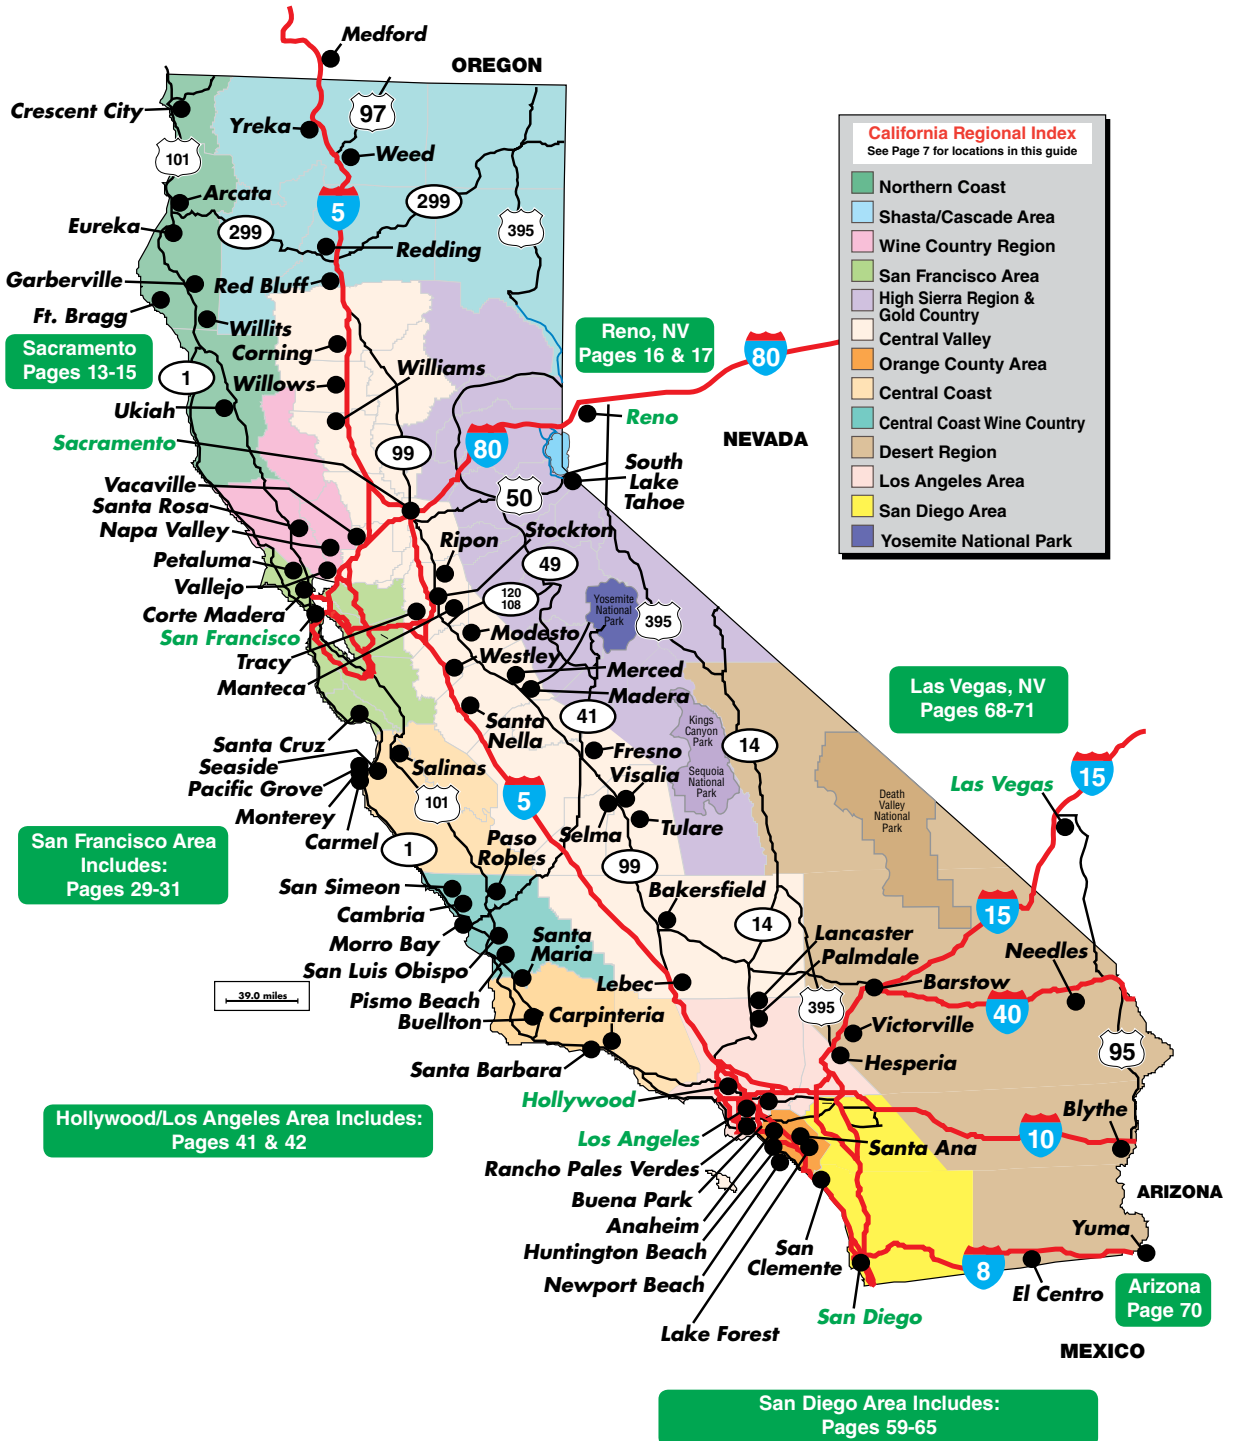 Medford
OREGON
Crescent City
97
Yreka
101
Weed
Arcata
5
299
Eureka
299
395
Redding
Garberville
Red Bluff
Ft. Bragg
Willits
Corning
Sacramento
Pages 13-15
1
Williams
Willows
Ukiah
Sacramento
Reno, NV
Pages 16 & 17
80
Reno
NEVADA
99
80
South
Lake
Tahoe
50
Vacaville
Santa Rosa
Napa Valley
Petaluma
Vallejo
Corte Madera
San Francisco
Tracy
Manteca
Stockton
Ripon
49
120
108
Yosemite
National
Park
395
Modesto
Westley
Merced
Madera
Santa
Nella
41
Kings
Canyon
Park
Sequoia
National
Park
14
Fresno
Visalia
Selma
Tulare
Santa Cruz
Seaside
Pacific Grove
Monterey
Carmel
Salinas
101
5
1
Paso
Robles
99
San Francisco Area
Includes:
Pages 29-31
San Simeon
Cambria
Morro Bay
San Luis Obispo
Pismo Beach
Buellton
Santa
Maria
Bakersfield
14
Lancaster
Palmdale
Lebec
39.0 miles
Carpinteria
Santa Barbara
395
Death
Valley
National
Park
Las Vegas, NV
Pages 68-71
15
Las Vegas
15
Needles
Barstow
40
Victorville
Hesperia
95
Hollywood
Los Angeles
Hollywood/Los Angeles Area Includes:
Pages 41 & 42
Rancho Pales Verdes
Buena Park
Anaheim
Huntington Beach
Newport Beach
Lake Forest
Santa Ana
San
Clemente
Blythe
10
ARIZONA
Yuma
8
El Centro
Arizona
Page 70
San Diego
MEXICO
San Diego Area Includes:
Pages 59-65
California Regional Index
See Page 7 for locations in this guide
Northern Coast
Shasta/Cascade Area
Wine Country Region
San Francisco Area
High Sierra Region &
Gold Country
Central Valley
Orange County Area
Central Coast
Central Coast Wine Country
Desert Region
Los Angeles Area
San Diego Area
Yosemite National Park